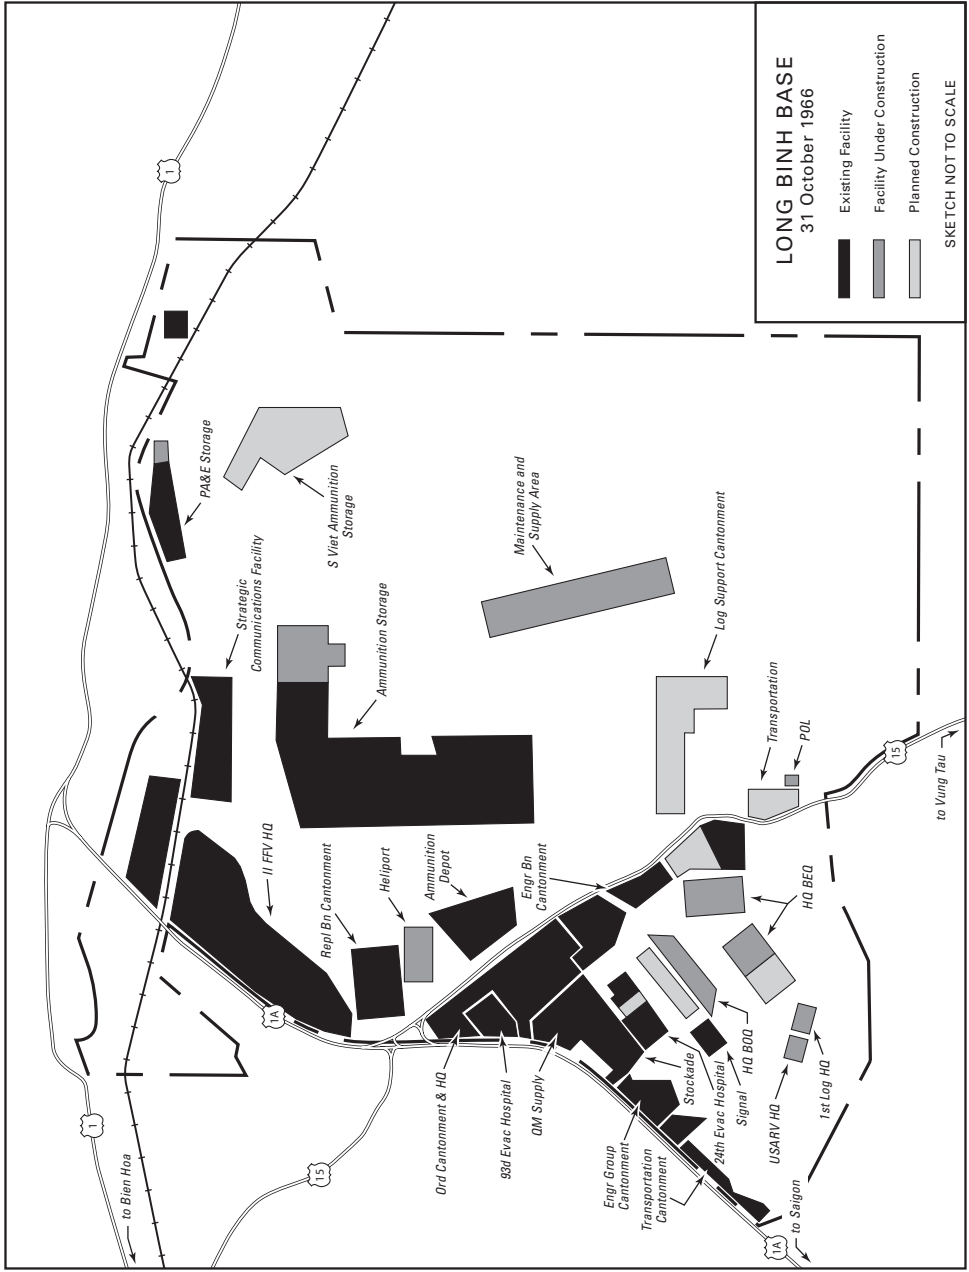 LONG BINH BASE
31 October 1966
Existing Facility
Facility Under Construction
Planned Construction
SKETCH NOT TO SCALE
1
1
15
1A
15
1A
to Bien Hoa
to Vung Tau
to Saigon
PA&E Storage
S Viet Ammunition
Storage
Strategic
Communications Facility
Ammunition Storage
Maintenance and
Supply Area
Log Support Cantonment
Transportation
POL
II FFV HQ
Repl Bn Cantonment
Heliport
Ammunition
Depot
Engr Bn
Cantonment
HQ BEQ
Ord Cantonment & HQ
93d Evac Hospital
QM Supply
Stockade
24th Evac Hospital
Signal
HQ BOQ
USARV HQ
1st Log HQ
Engr Group
Cantonment
Transportation
Cantonment